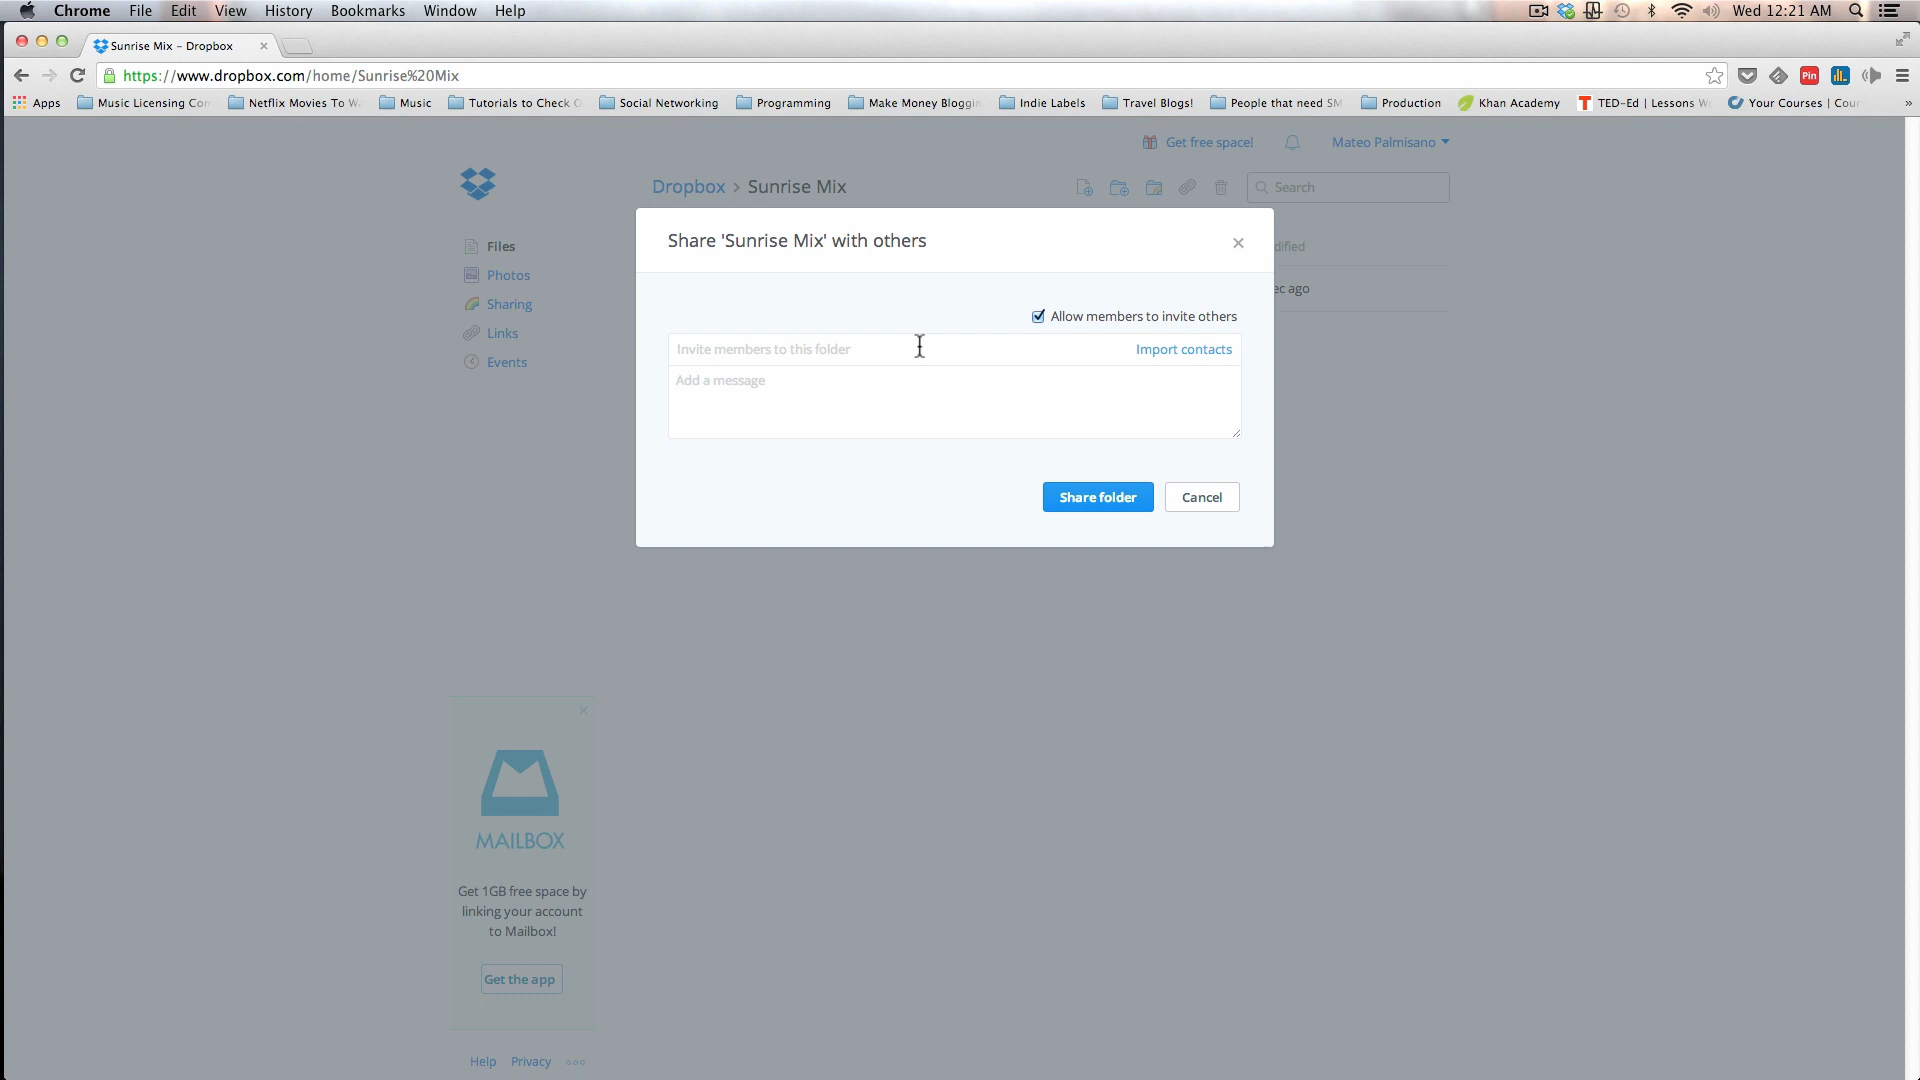 Chrome File Edit View History Bookmarks Window Help Wed 12:21 AM
Sunrise Mix – Dropbox
https://www.dropbox.com/home/Sunrise%20Mix Pin
Apps Music Licensing Co Netflix Movies To W Music Tutorials to Check Social Networking Programming Make Money Bloggin Indie Labels Travel Blogs! People that need SM Production Khan Academy TED-Ed | Lessons W Your Courses | Cour »
Get free space! Mateo Palmisano
Dropbox › Sunrise Mix Search
Share 'Sunrise Mix' with others
Files dified
Photos
ec ago
Sharing
Allow members to invite others
Links
Invite members to this folder Import contacts
Events
Add a message
Share folder Cancel
MAILBOX
Get 1GB free space by
linking your account
to Mailbox!
Get the app
Help Privacy